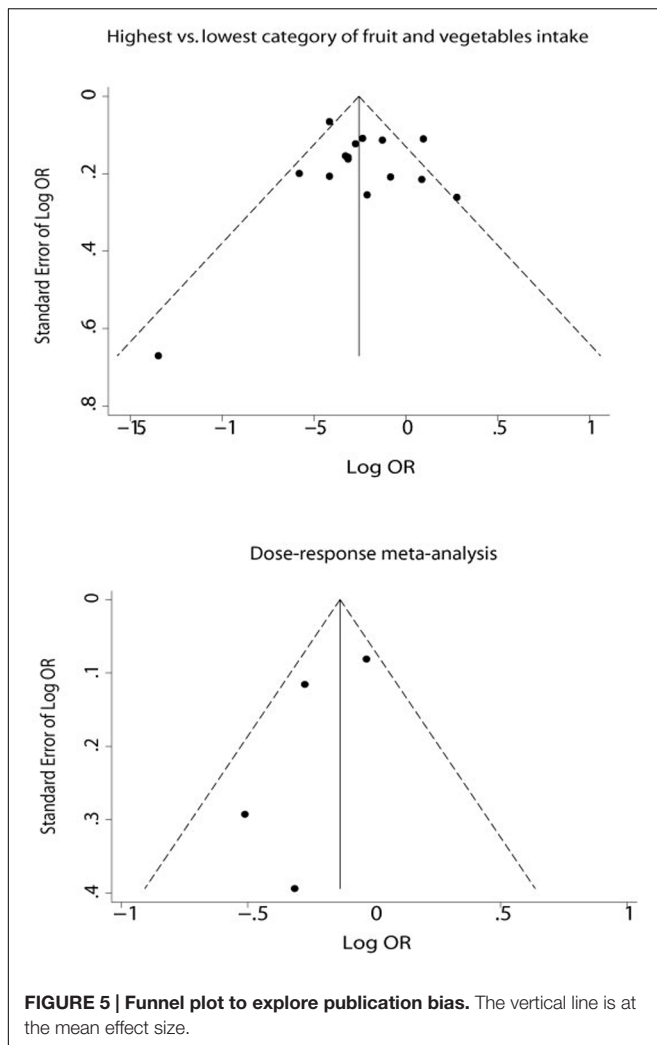 Highest vs. lowest category of fruit and vegetables intake
Standard Error of Log OR
0
.2
.4
.6
.8
−15
−1
−5
0
1
Log OR
Dose-response meta-analysis
Standard Error of Log OR
0
.1
.2
.3
.4
−1
−.5
0
.5
1
Log OR
FIGURE 5 | Funnel plot to explore publication bias. The vertical line is at
the mean effect size.